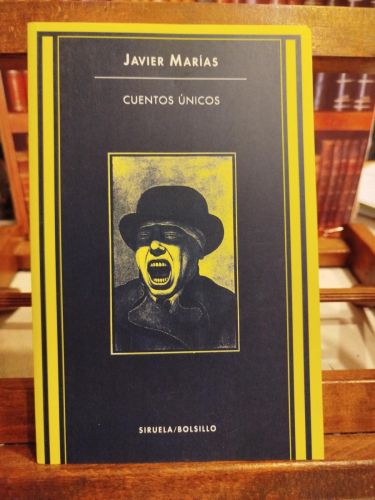 JAVIER MARÍAS
CUENTOS ÚNICOS
SIRUELA/BOLSILLO